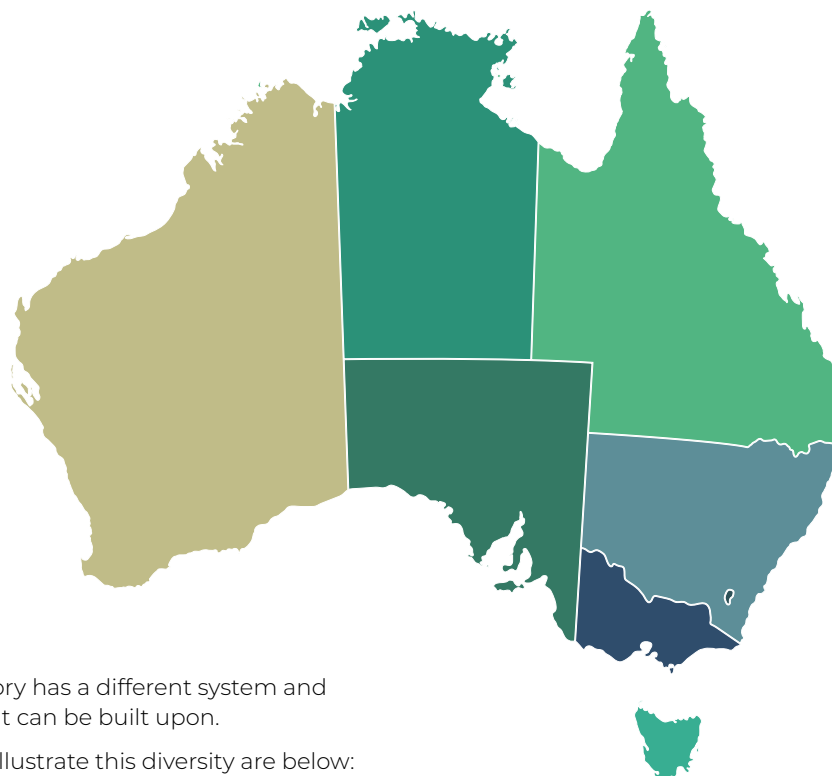 ory has a different system and
t can be built upon.
llustrate this diversity are below: